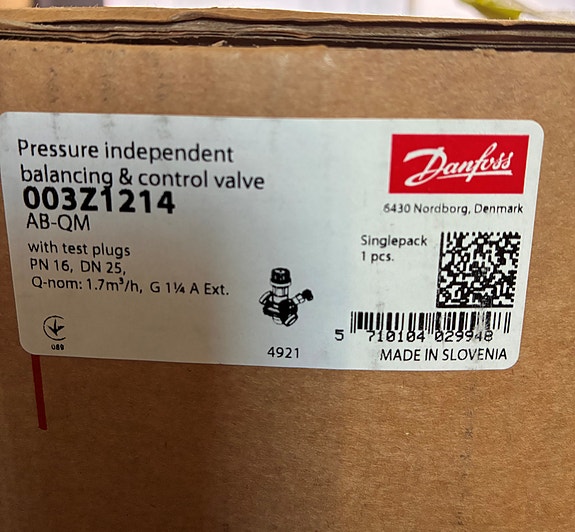 Pressure independent
balancing & control valve
003Z1214
AB-QM
with test plugs
PN 16, DN 25,
Q-nom: 1.7m³/h, G 1¼ A Ext.
089
4921
Danfoss
6430 Nordborg, Denmark
Singlepack
1 pcs.
5 710104 029948
MADE IN SLOVENIA